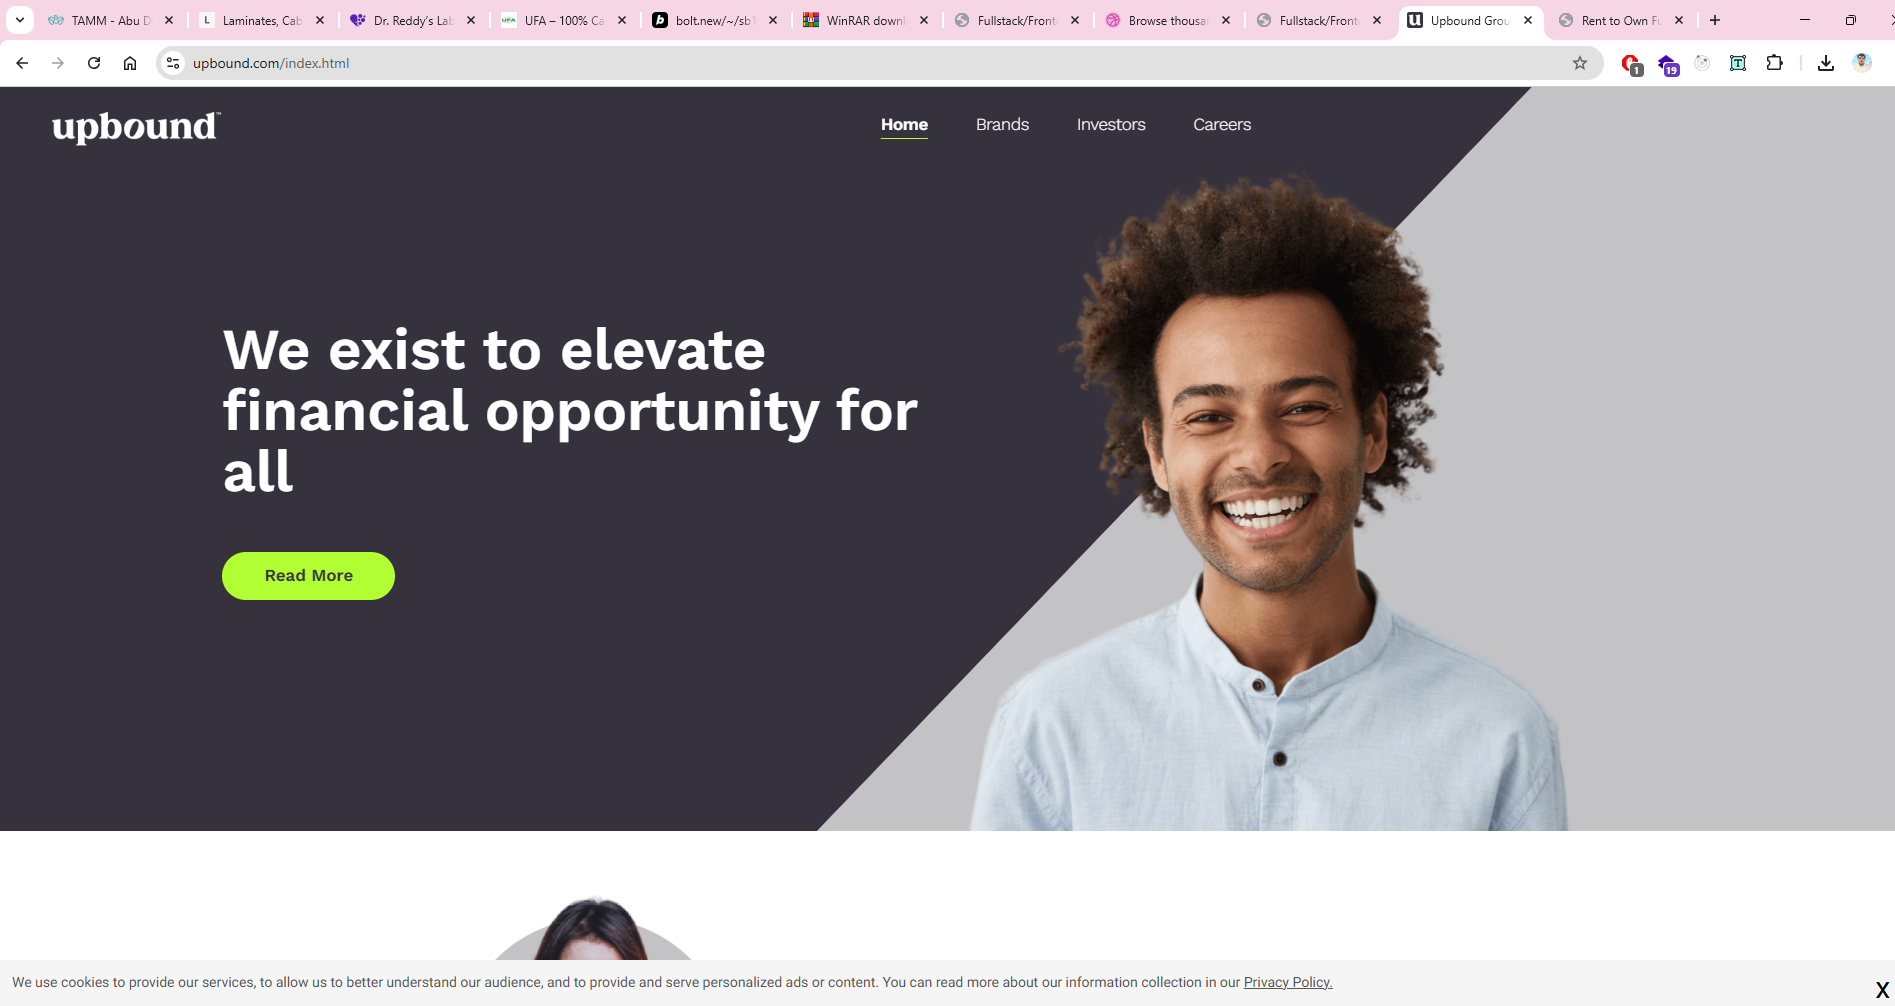 TAMM - Abu D
Laminates, Cab
Dr. Reddy's Lab
UFA – 100% Ca
bolt.new/~/sb1
WinRAR downl
Fullstack/Front
Browse thousa
Fullstack/Front
Upbound Grou
Rent to Own Fu
upbound.com/index.html
1
19
upbound™
Home
Brands
Investors
Careers
We exist to elevate
financial opportunity for
all
Read More
We use cookies to provide our services, to allow us to better understand our audience, and to provide and serve personalized ads or content. You can read more about our information collection in our Privacy Policy.
X